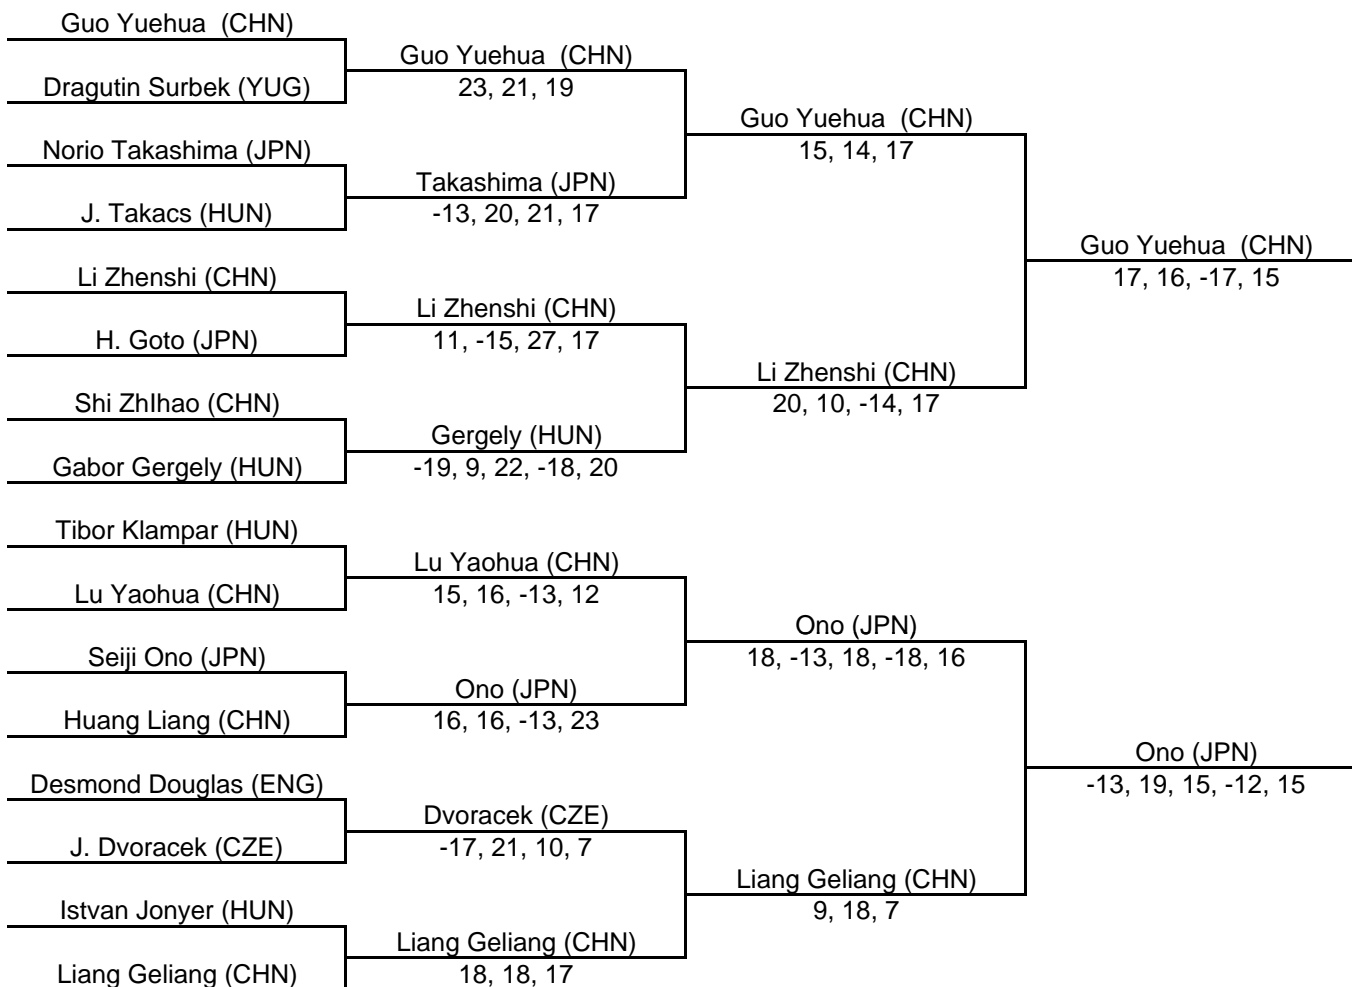 Guo Yuehua (CHN)
Dragutin Surbek (YUG)
Norio Takashima (JPN)
J. Takacs (HUN)
Li Zhenshi (CHN)
H. Goto (JPN)
Shi ZhIhao (CHN)
Gabor Gergely (HUN)
Tibor Klampar (HUN)
Lu Yaohua (CHN)
Seiji Ono (JPN)
Huang Liang (CHN)
Desmond Douglas (ENG)
J. Dvoracek (CZE)
Istvan Jonyer (HUN)
Liang Geliang (CHN)
Guo Yuehua (CHN)
23, 21, 19
Takashima (JPN)
-13, 20, 21, 17
Li Zhenshi (CHN)
11, -15, 27, 17
Gergely (HUN)
-19, 9, 22, -18, 20
Lu Yaohua (CHN)
15, 16, -13, 12
Ono (JPN)
16, 16, -13, 23
Dvoracek (CZE)
-17, 21, 10, 7
Liang Geliang (CHN)
18, 18, 17
Guo Yuehua (CHN)
15, 14, 17
Li Zhenshi (CHN)
20, 10, -14, 17
Ono (JPN)
18, -13, 18, -18, 16
Liang Geliang (CHN)
9, 18, 7
Guo Yuehua (CHN)
17, 16, -17, 15
Ono (JPN)
-13, 19, 15, -12, 15